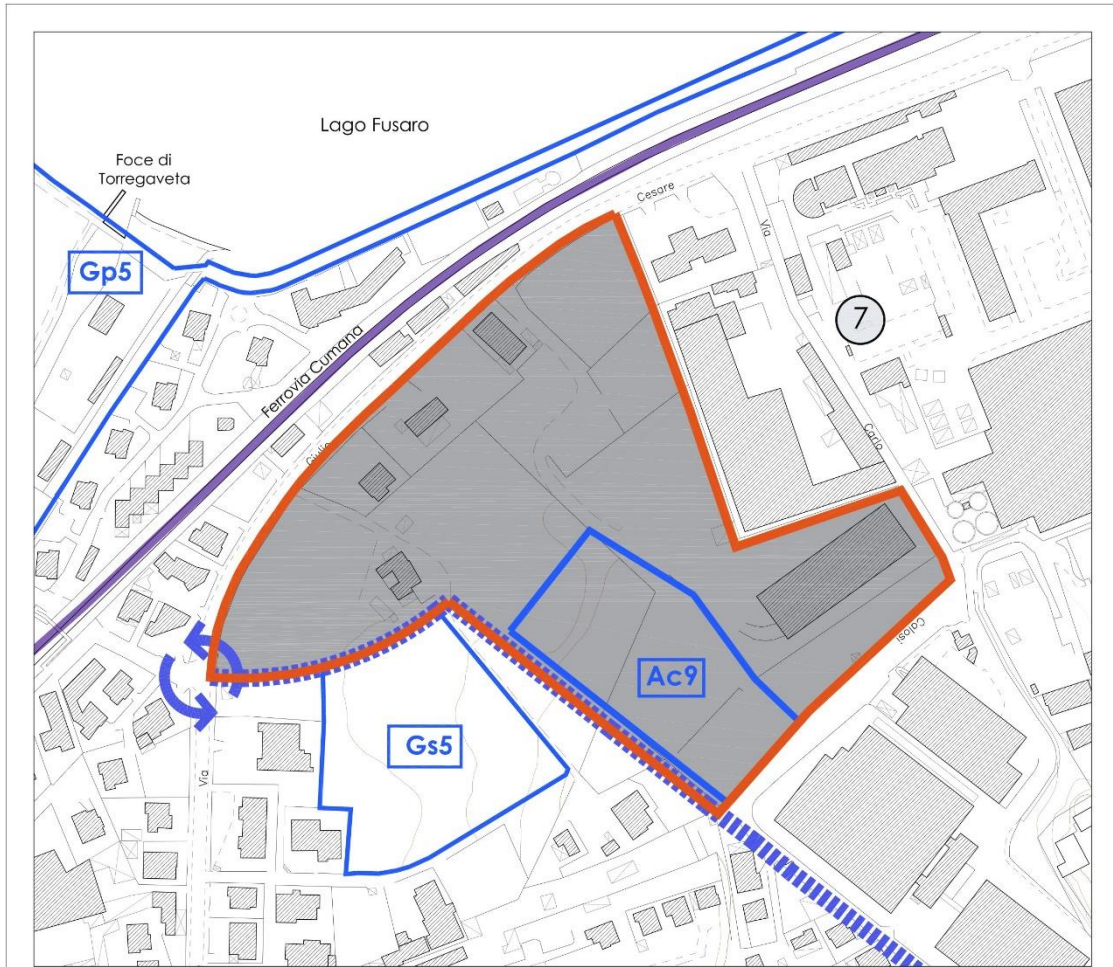 Lago Fusaro
Foce di
Torregaveta
Gp5
Cesare
Via
7
Ferrovia Cumana
Giulio
Carlo
Calosi
Ac9
Gs5
Via